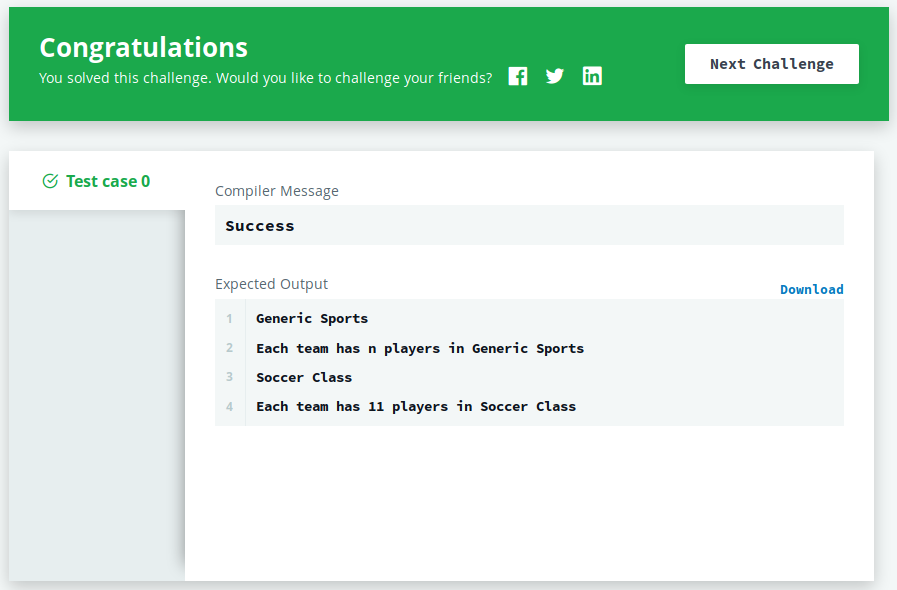 Congratulations
You solved this challenge. Would you like to challenge your friends?
Next Challenge
Test case 0
Compiler Message
Success
Expected Output
Download
1 Generic Sports
2 Each team has n players in Generic Sports
3 Soccer Class
4 Each team has 11 players in Soccer Class